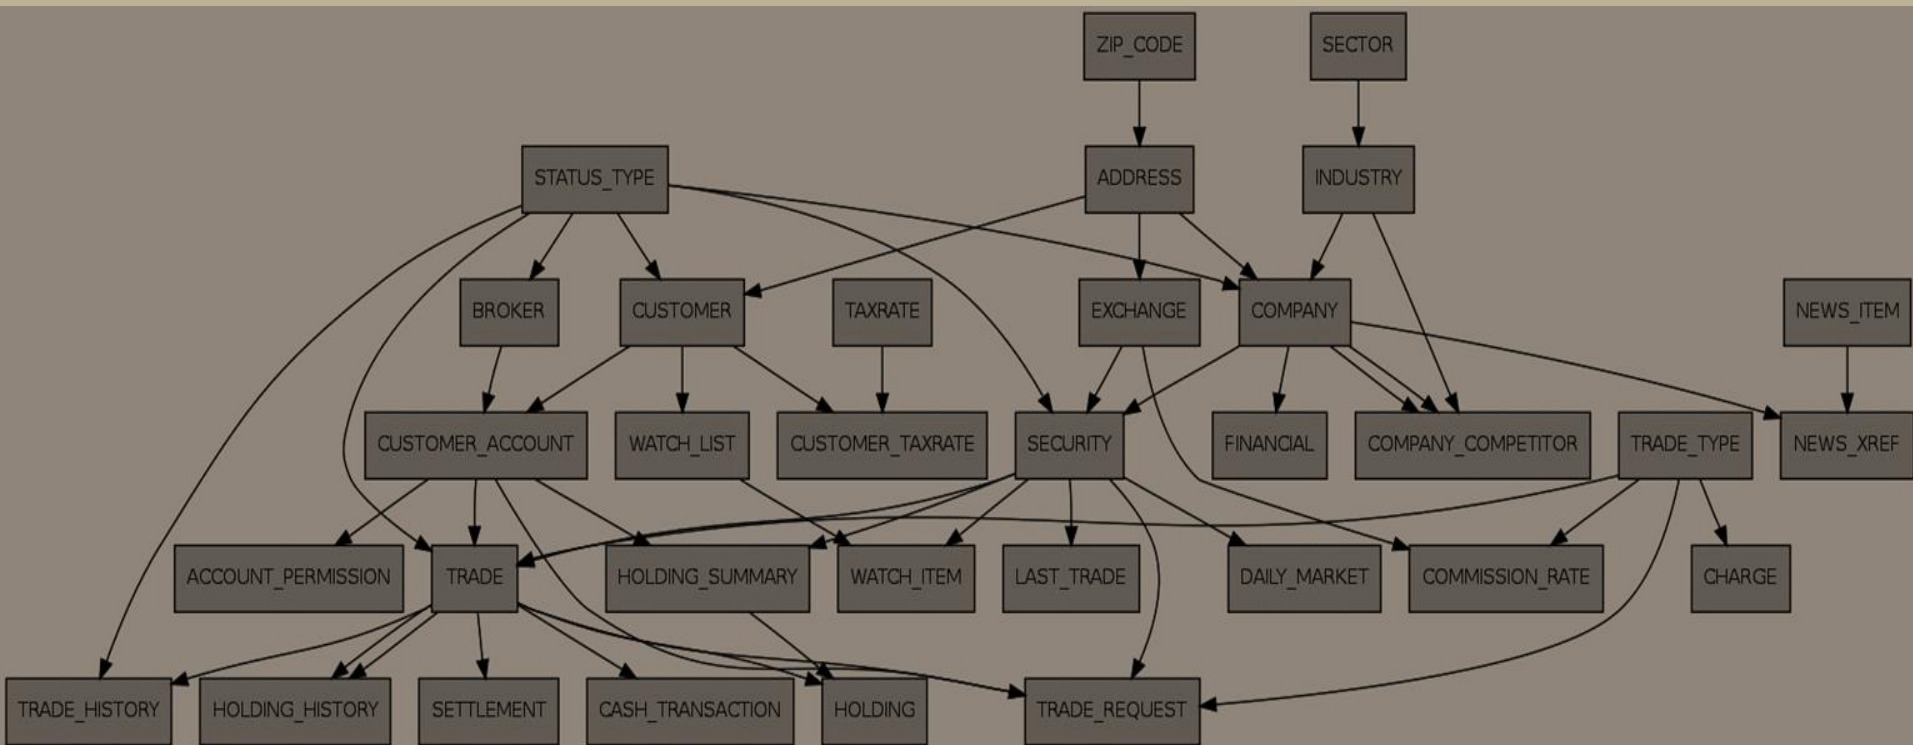 ZIP_CODE
SECTOR
STATUS_TYPE
ADDRESS
INDUSTRY
BROKER
CUSTOMER
TAXRATE
EXCHANGE
COMPANY
NEWS_ITEM
CUSTOMER_ACCOUNT
WATCH_LIST
CUSTOMER_TAXRATE
SECURITY
FINANCIAL
COMPANY_COMPETITOR
TRADE_TYPE
NEWS_XREF
ACCOUNT_PERMISSION
TRADE
HOLDING_SUMMARY
WATCH_ITEM
LAST_TRADE
DAILY_MARKET
COMMISSION_RATE
CHARGE
TRADE_HISTORY
HOLDING_HISTORY
SETTLEMENT
CASH_TRANSACTION
HOLDING
TRADE_REQUEST